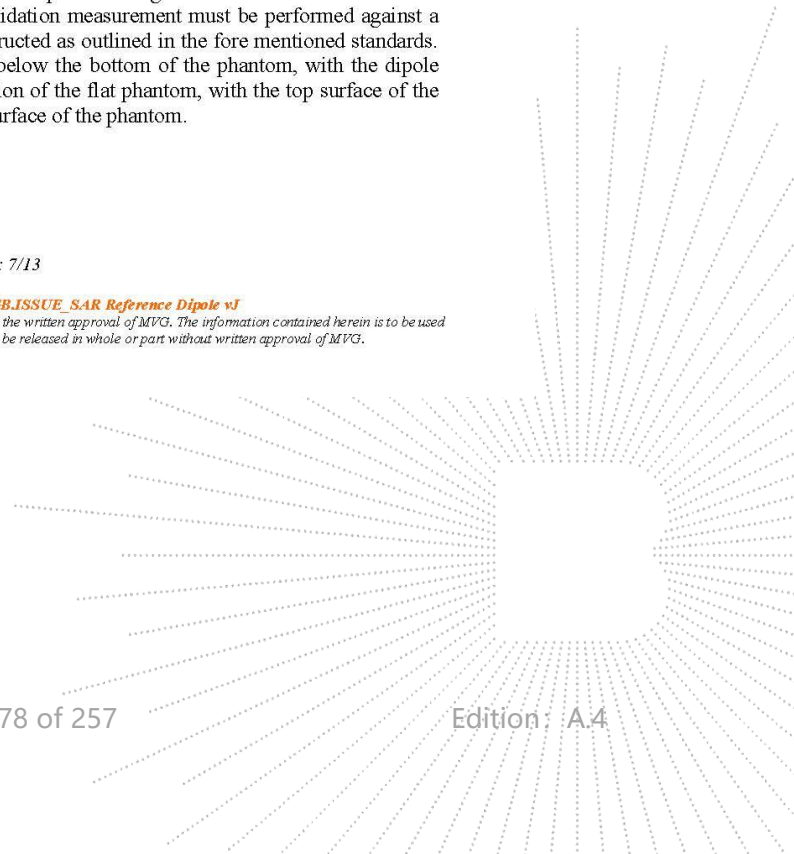 idation measurement must be performed against a
ructed as outlined in the fore mentioned standards.
below the bottom of the phantom, with the dipole
ion of the flat phantom, with the top surface of the
urface of the phantom.
: 7/13
B.ISSUE_SAR Reference Dipole vJ
the written approval of MVG. The information contained herein is to be used
be released in whole or part without written approval of MVG.
78 of 257
Edition: A.4